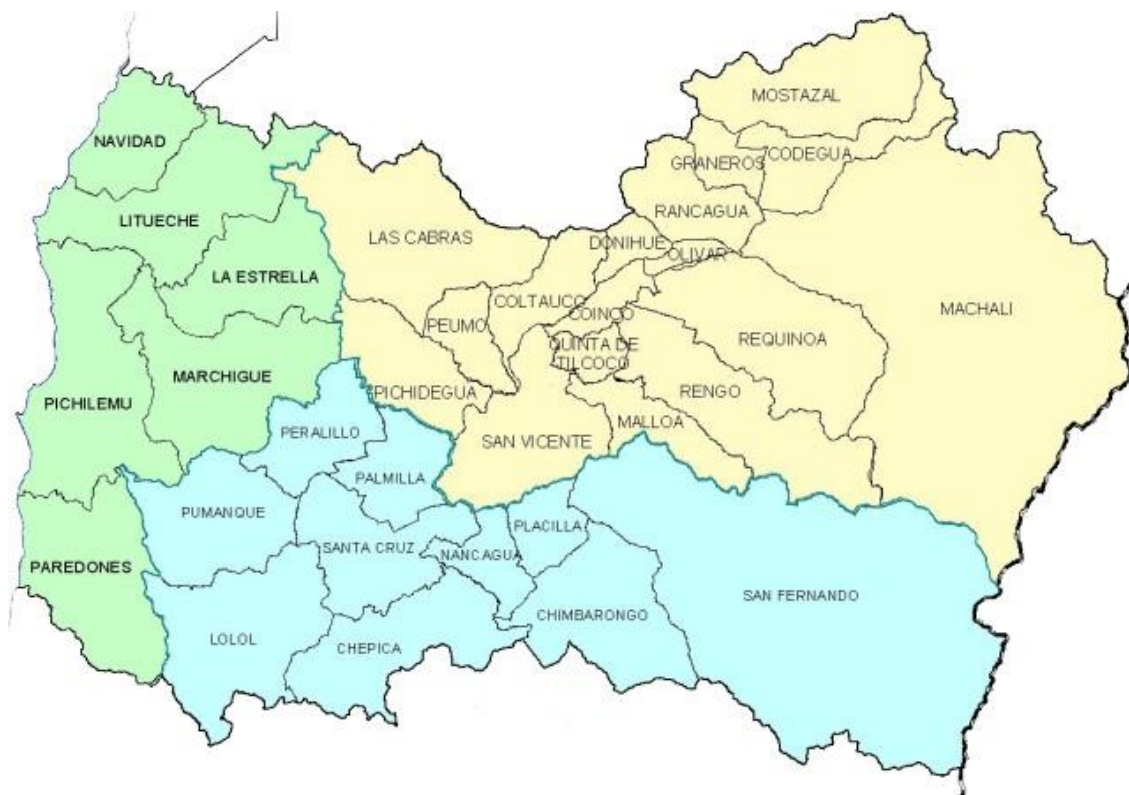 MOSTAZAL
NAVIDAD
CODEGUA
GRANEROS
RANCAGUA
LITUECHE
LAS CABRAS
DONIHUE
OLIVAR
LA ESTRELLA
COLTAUCO
MACHALI
COINCO
PEUMO
REQUINOA
QUINTA DE
TILCOCO
MARCHIGUE
PICHIDEGUA
RENGO
PICHILEMU
MALLOA
PERALILLO
SAN VICENTE
PALMILLA
PUMANQUE
PLACILLA
SANTA CRUZ
NANCAGUA
PAREDONES
SAN FERNANDO
CHIMBARONGO
LOLOL
CHEPICA